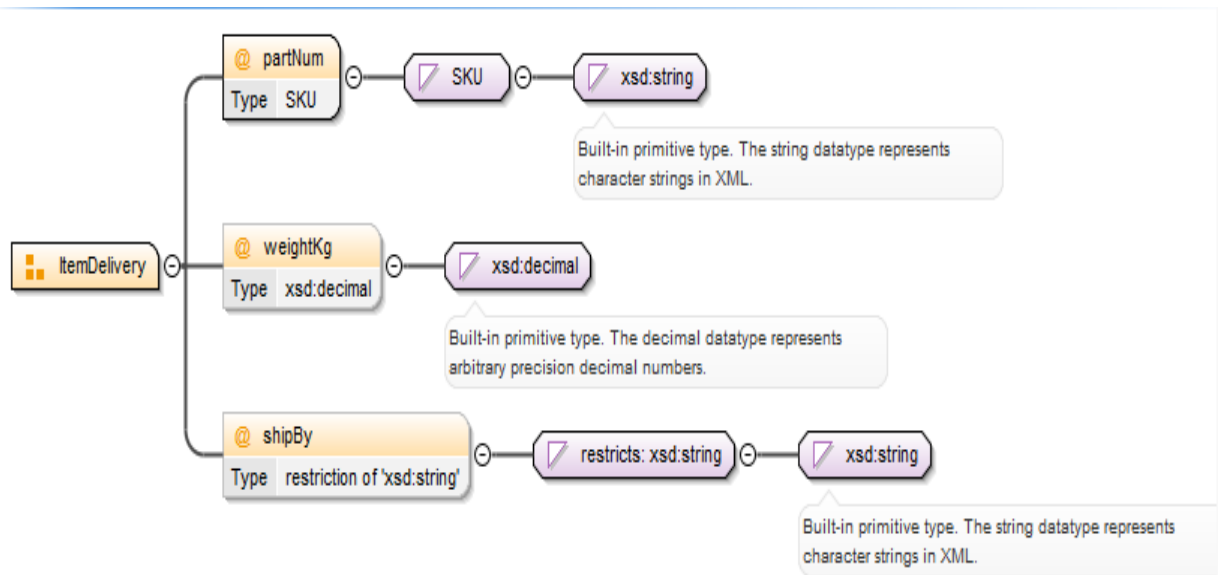 @ partNum
Type SKU
SKU
xsd:string
Built-in primitive type. The string datatype represents
character strings in XML.
ItemDelivery
@ weightKg
Type xsd:decimal
xsd:decimal
Built-in primitive type. The decimal datatype represents
arbitrary precision decimal numbers.
@ shipBy
Type restriction of 'xsd:string'
restricts: xsd:string
xsd:string
Built-in primitive type. The string datatype represents
character strings in XML.